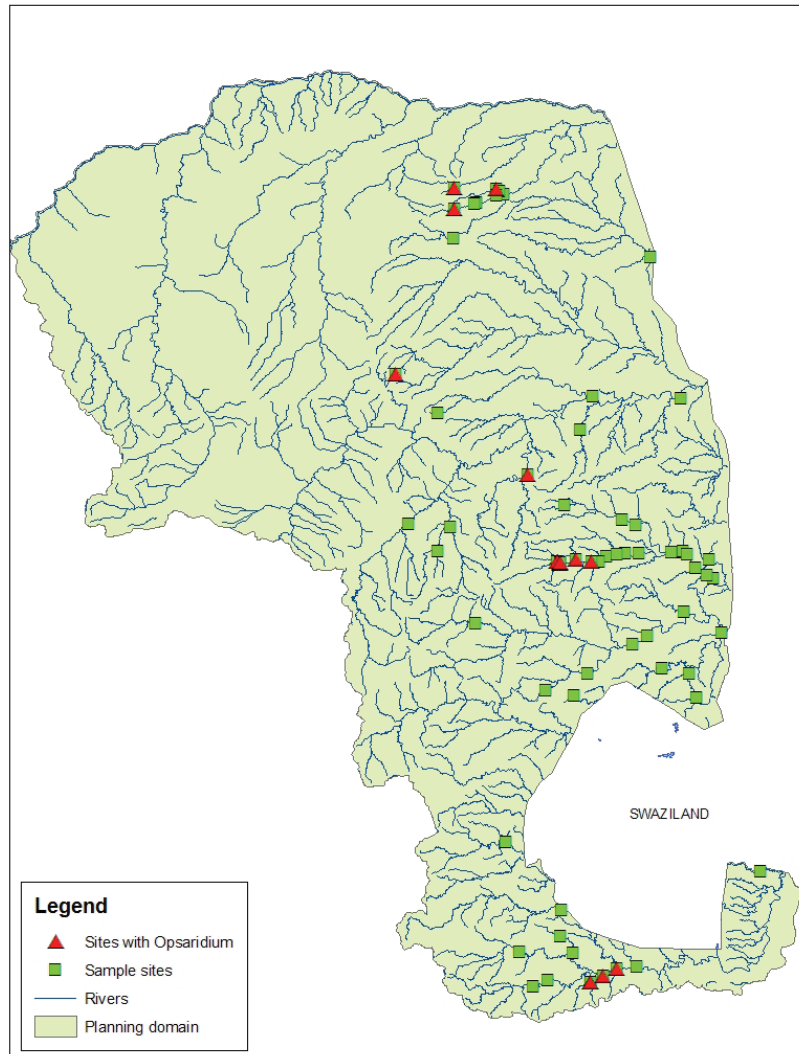 SWAZILAND
Legend
Sites with Opsaridium
Sample sites
Rivers
Planning domain